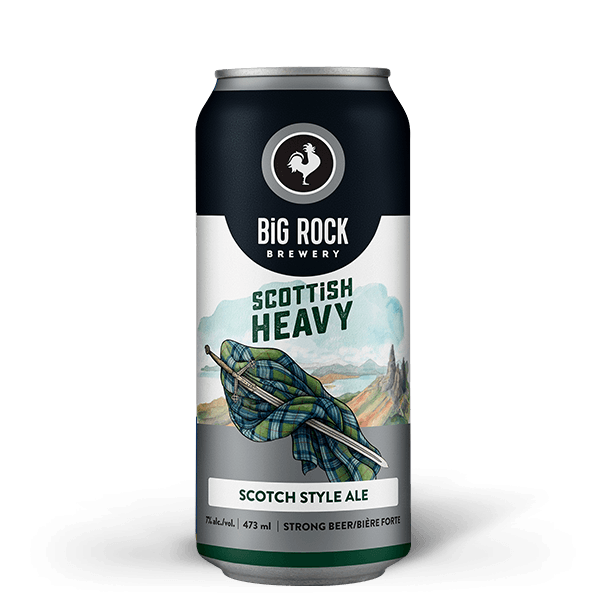 BiG ROCK
BREWERY
SCOTTiSH
HEAVY
SCOTCH STYLE ALE
7% alc./vol. | 473 ml | STRONG BEER/BIÈRE FORTE